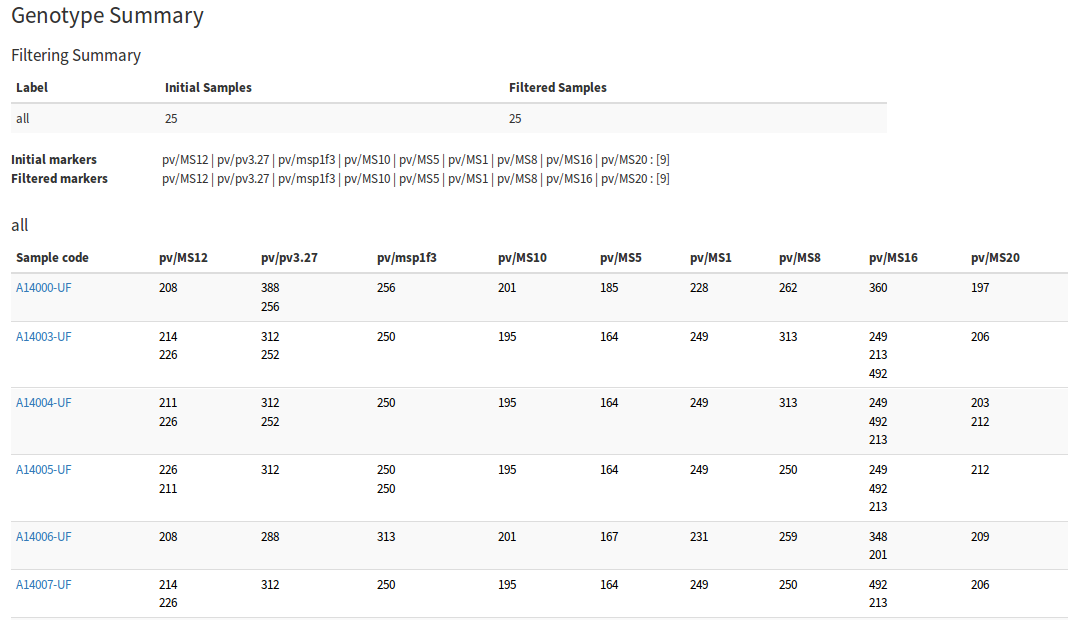 Genotype Summary
Filtering Summary
Label Initial Samples Filtered Samples
all 25 25
Initial markers pv/MS12 | pv/pv3.27 | pv/msp1f3 | pv/MS10 | pv/MS5 | pv/MS1 | pv/MS8 | pv/MS16 | pv/MS20 : [9]
Filtered markers pv/MS12 | pv/pv3.27 | pv/msp1f3 | pv/MS10 | pv/MS5 | pv/MS1 | pv/MS8 | pv/MS16 | pv/MS20 : [9]
all
Sample code pv/MS12 pv/pv3.27 pv/msp1f3 pv/MS10 pv/MS5 pv/MS1 pv/MS8 pv/MS16 pv/MS20
A14000-UF 208 388 256 201 185 228 262 360 197
256
A14003-UF 214 312 250 195 164 249 313 249 206
226 252 213
492
A14004-UF 211 312 250 195 164 249 313 249 203
226 252 492 212
213
A14005-UF 226 312 250 195 164 249 250 249 212
211 250 492
213
A14006-UF 208 288 313 201 167 231 259 348 209
201
A14007-UF 214 312 250 195 164 249 250 492 206
226 213